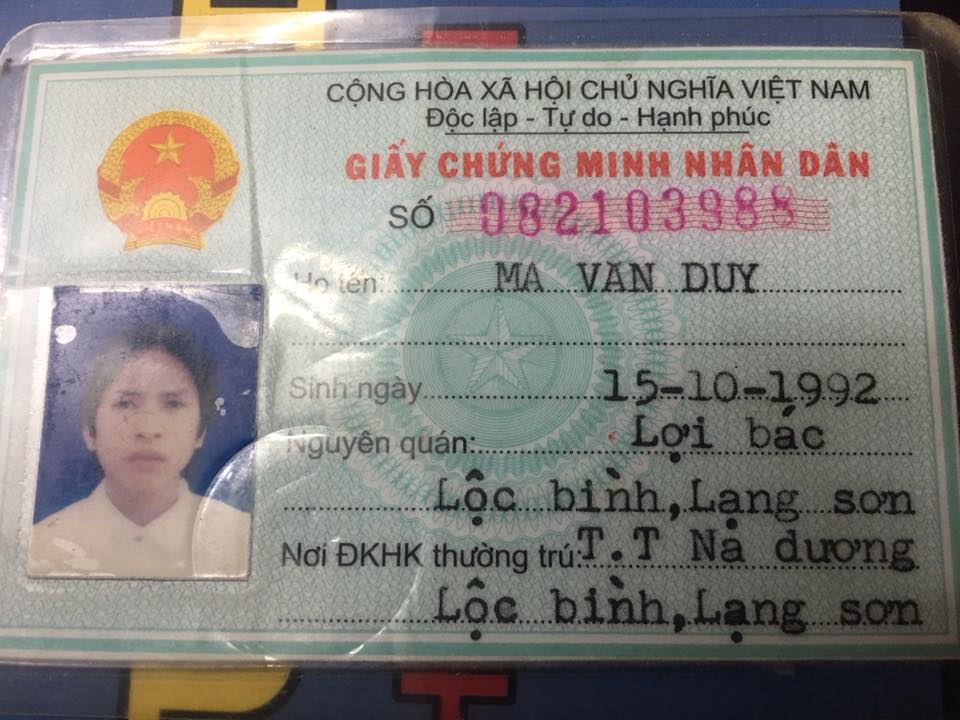 CỘNG HÒA XÃ HỘI CHỦ NGHĨA VIỆT NAM
Độc lập - Tự do - Hạnh phúc
GIẤY CHỨNG MINH NHÂN DÂN
SỐ 082103988
Họ tên: MA VAN DUY
Sinh ngày 15-10-1992
Nguyên quán: Lợi bác
Lộc bình, Lạng sơn
Nơi ĐKHK thường trú: T.T Na dương
Lộc bình, Lạng sơn